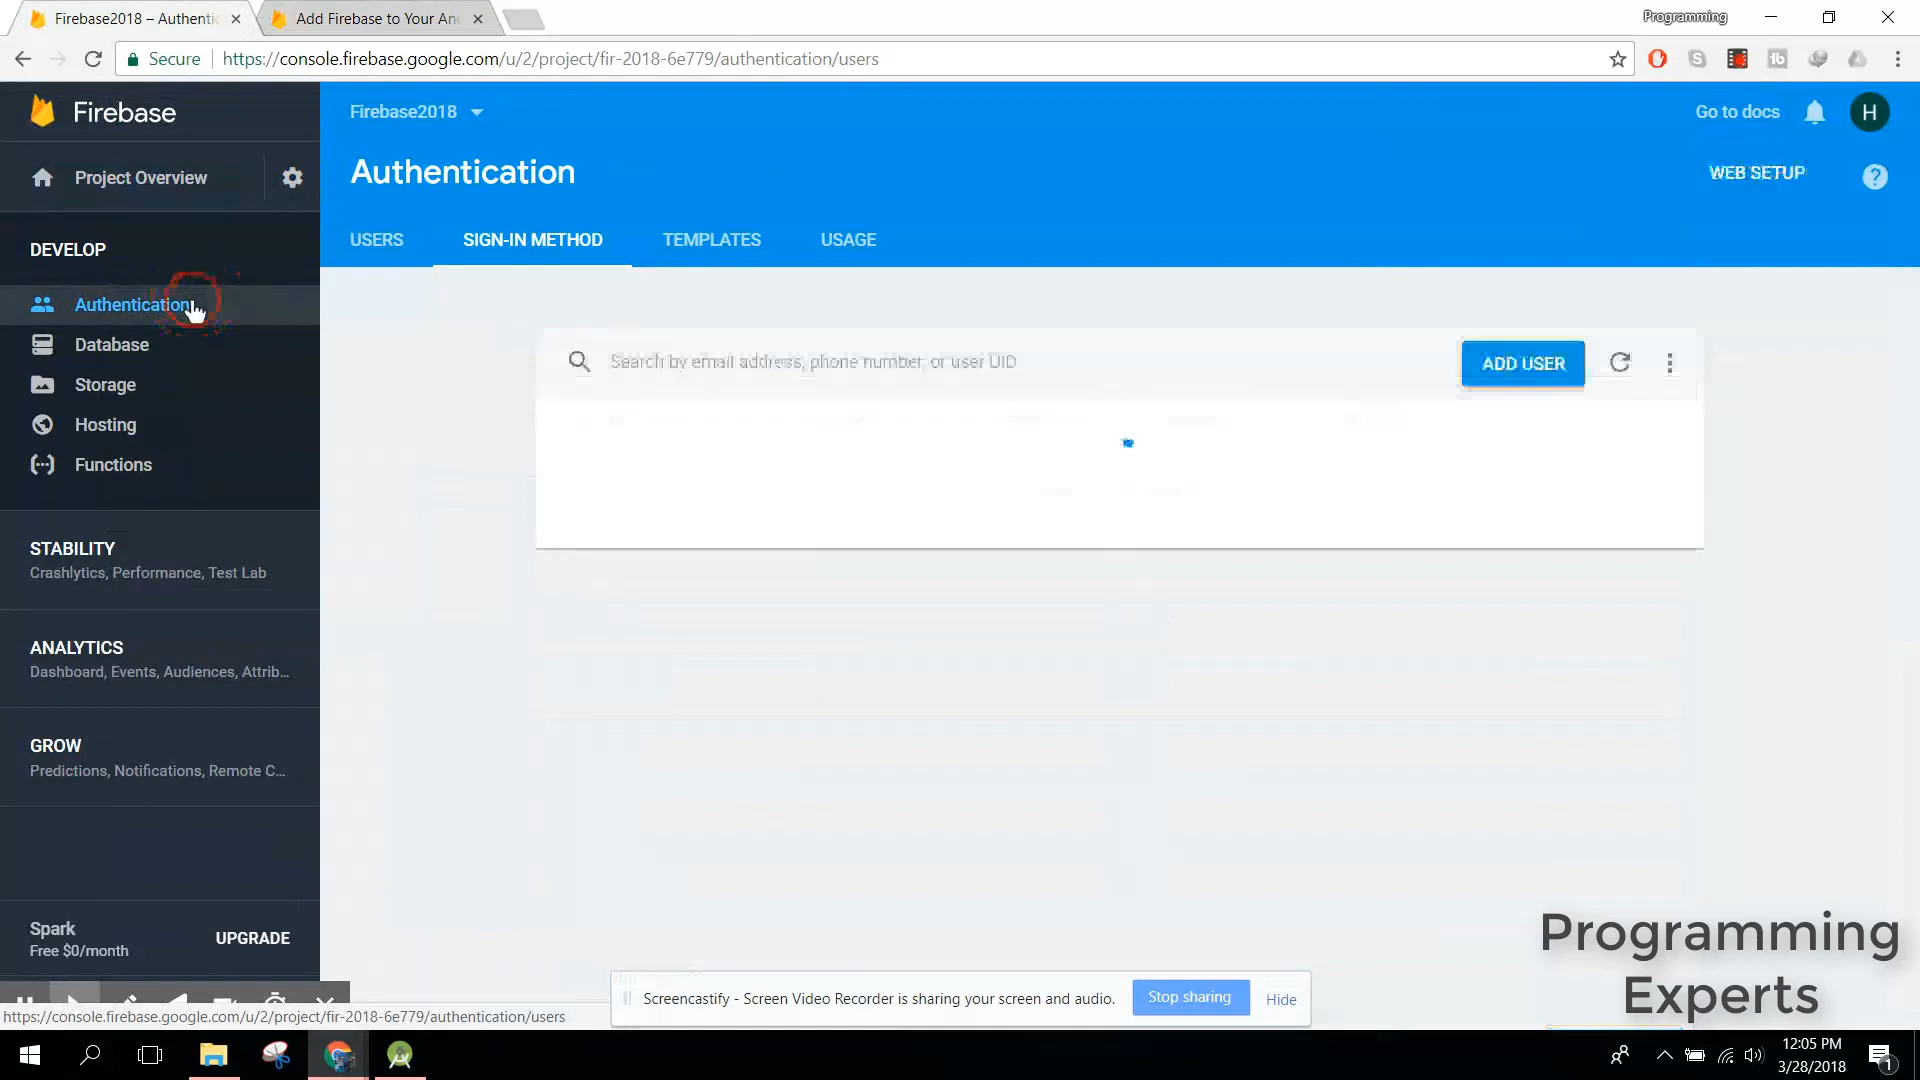 Firebase2018 – Authentic
Add Firebase to Your And
Programming
Secure
https://console.firebase.google.com/u/2/project/fir-2018-6e779/authentication/users
Firebase
Firebase2018
Go to docs
H
Project Overview
Authentication
WEB SETUP
?
USERS
SIGN-IN METHOD
TEMPLATES
USAGE
DEVELOP
Authentication
Database
Storage
Hosting
Functions
Search by email address, phone number, or user UID
ADD USER
STABILITY
Crashlytics, Performance, Test Lab
ANALYTICS
Dashboard, Events, Audiences, Attrib...
GROW
Predictions, Notifications, Remote C...
Spark
Free $0/month
UPGRADE
Programming
Experts
Screencastify - Screen Video Recorder is sharing your screen and audio.
Stop sharing
Hide
https://console.firebase.google.com/u/2/project/fir-2018-6e779/authentication/users
12:05 PM
3/28/2018
1